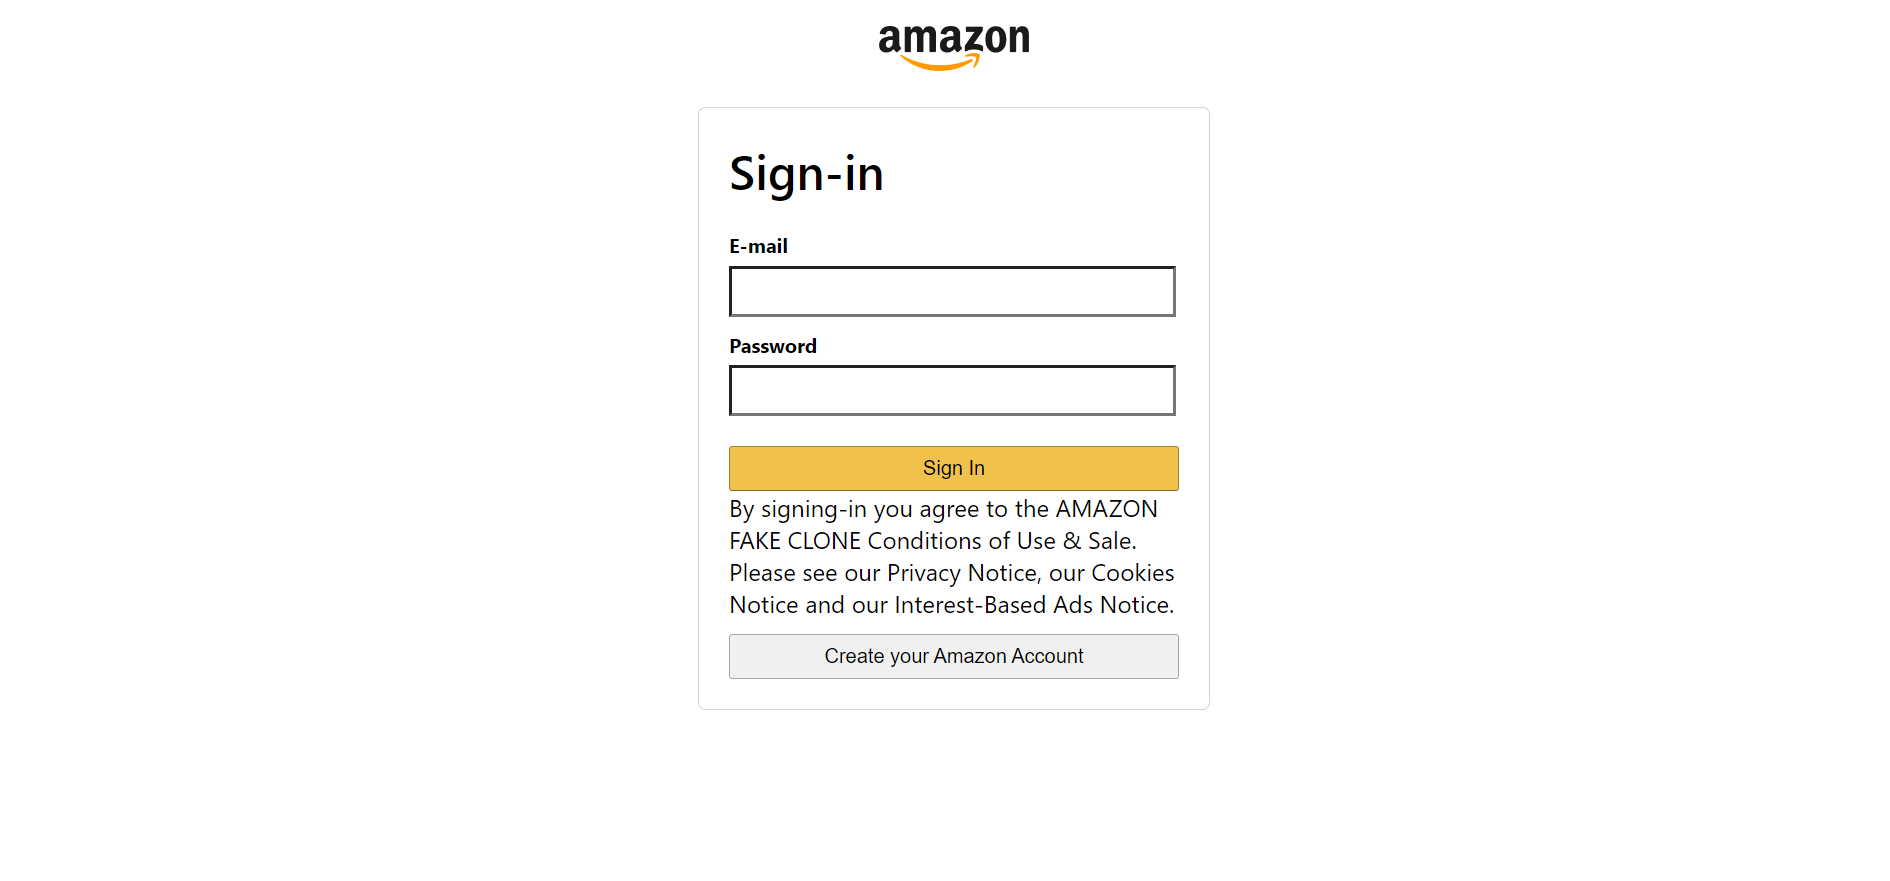 amazon
Sign-in
E-mail
Password
Sign In
By signing-in you agree to the AMAZON
FAKE CLONE Conditions of Use & Sale.
Please see our Privacy Notice, our Cookies
Notice and our Interest-Based Ads Notice.
Create your Amazon Account